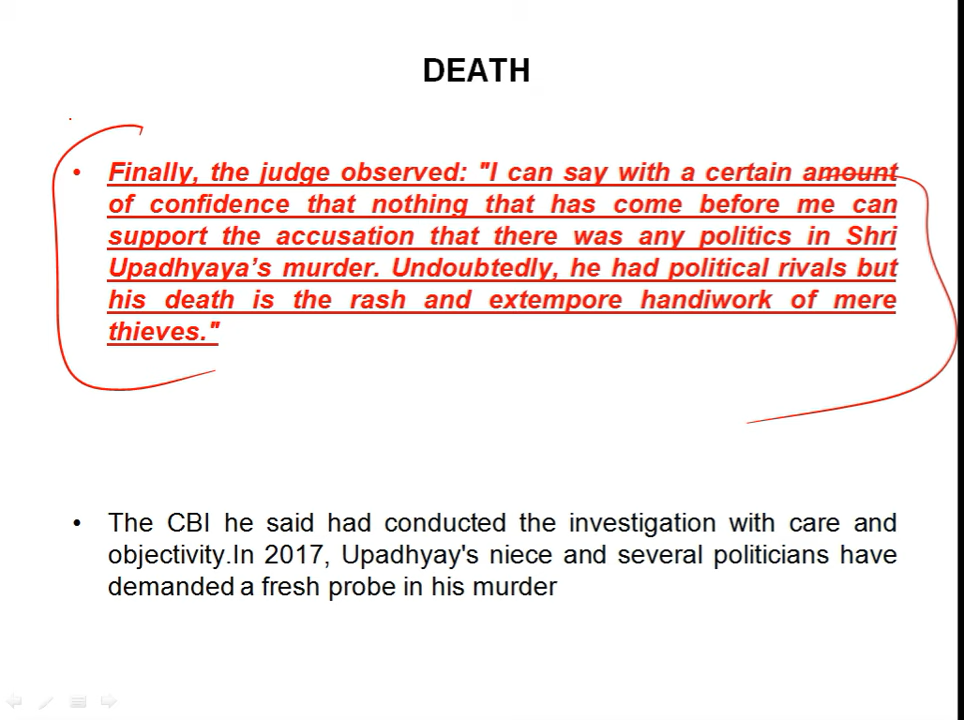 DEATH
• Finally, the judge observed: "I can say with a certain amount
of confidence that nothing that has come before me can
support the accusation that there was any politics in Shri
Upadhyaya’s murder. Undoubtedly, he had political rivals but
his death is the rash and extempore handiwork of mere
thieves."
• The CBI he said had conducted the investigation with care and
objectivity.In 2017, Upadhyay's niece and several politicians have
demanded a fresh probe in his murder